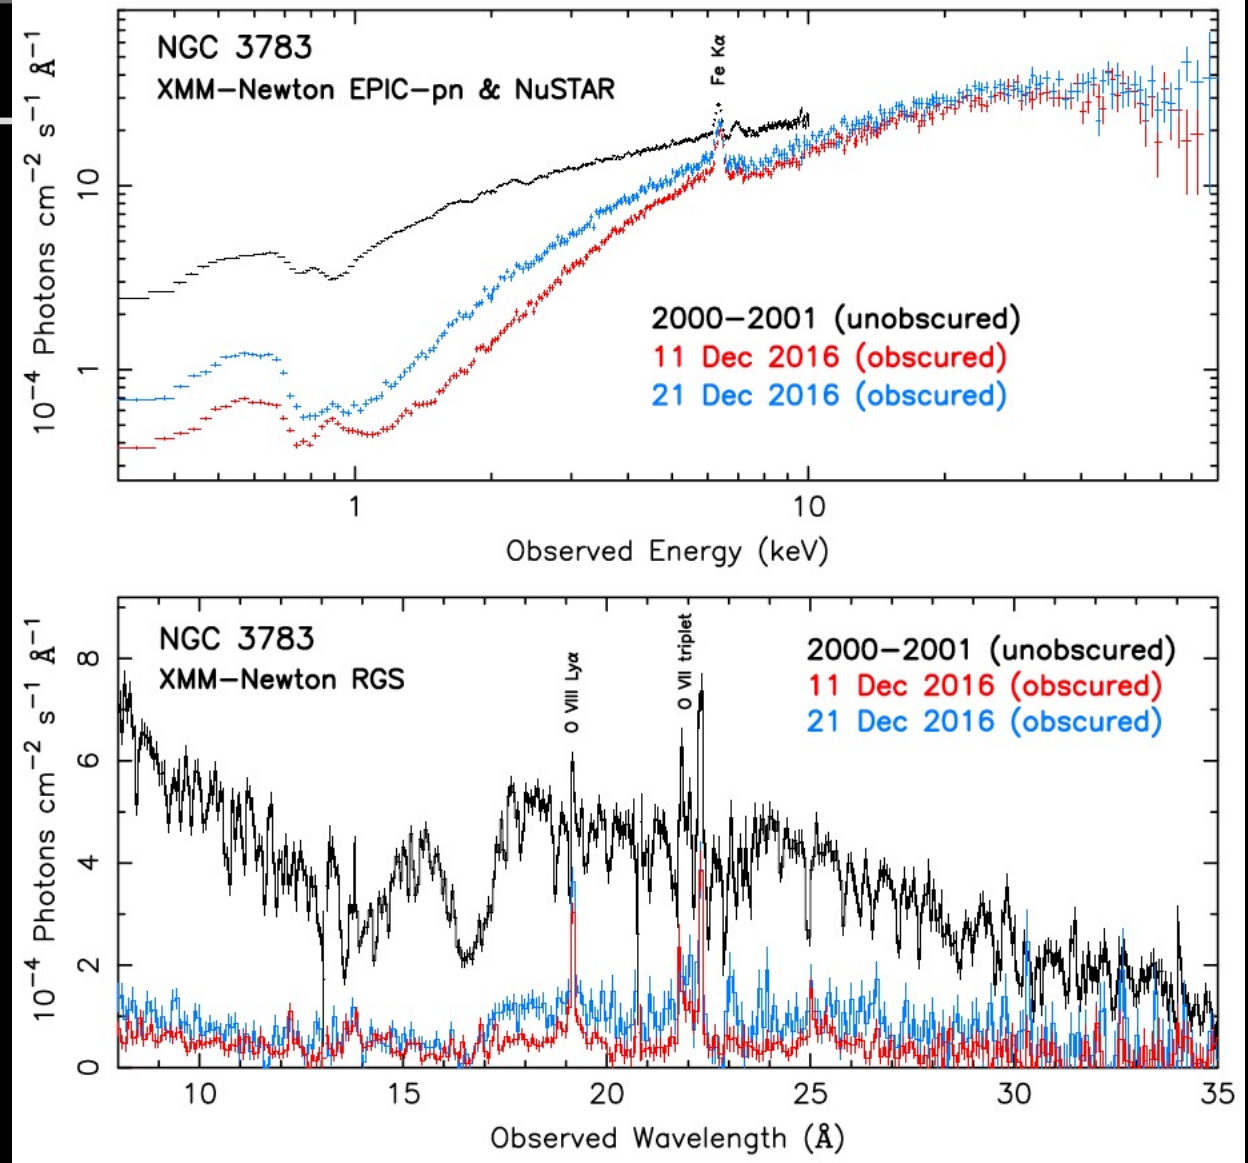 NGC 3783
XMM−Newton EPIC−pn & NuSTAR
Fe Kα
10⁻⁴ Photons cm⁻² s⁻¹ Å⁻¹
10
1
2000−2001 (unobscured)
11 Dec 2016 (obscured)
21 Dec 2016 (obscured)
1 10
Observed Energy (keV)
NGC 3783
XMM−Newton RGS
O VIII Lyα
O VII triplet
2000−2001 (unobscured)
11 Dec 2016 (obscured)
21 Dec 2016 (obscured)
10⁻⁴ Photons cm⁻² s⁻¹ Å⁻¹
8
6
4
2
0
10 15 20 25 30 35
Observed Wavelength (Å)